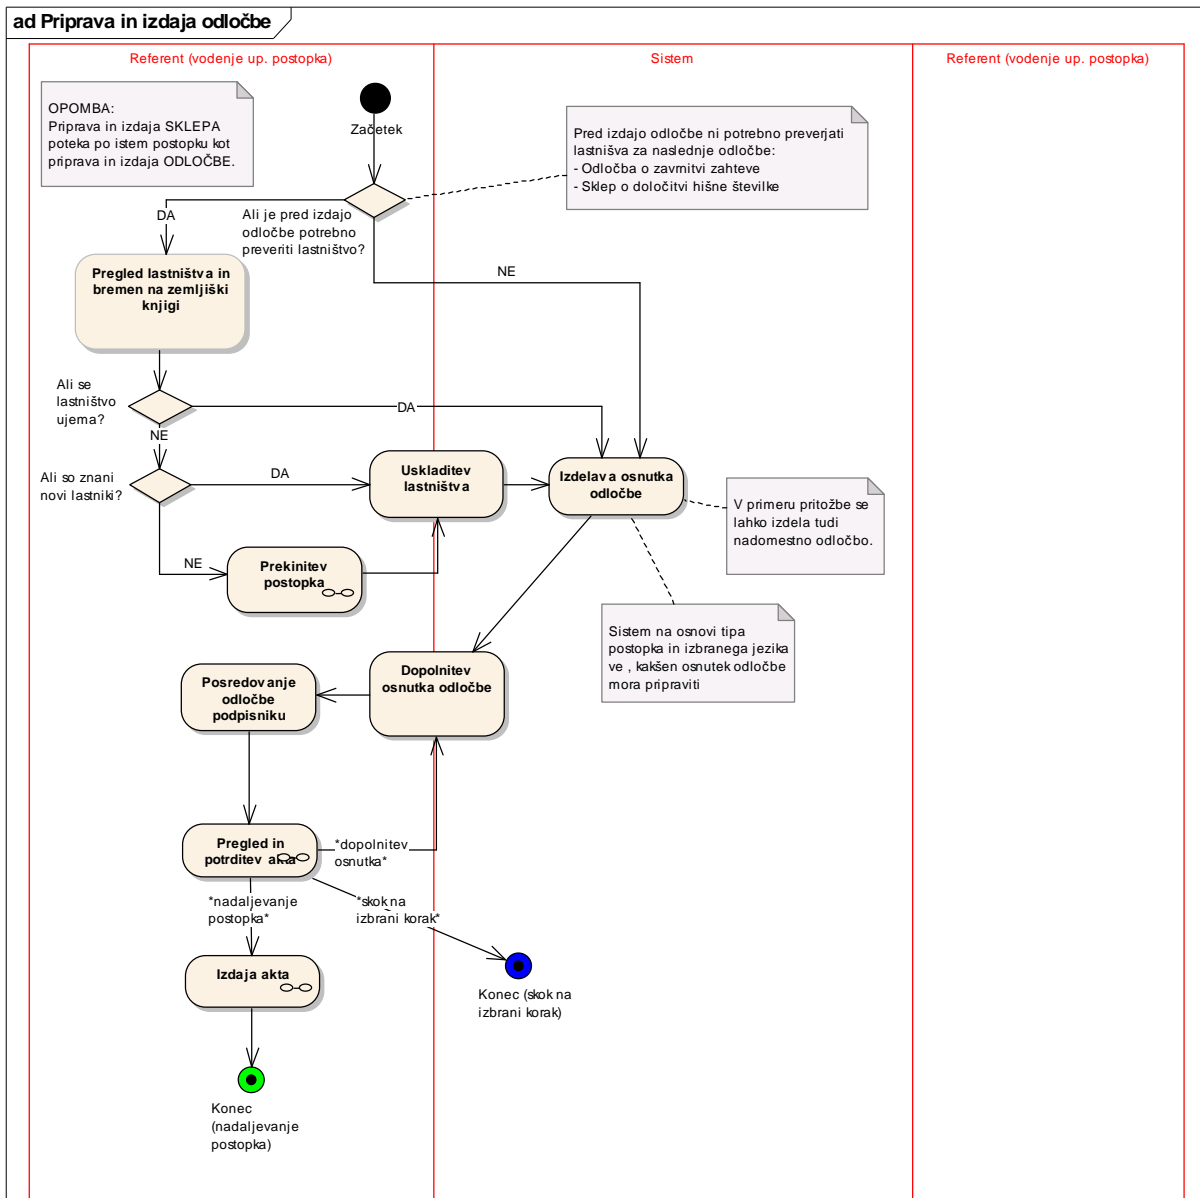 ad Priprava in izdaja odločbe
Referent (vodenje up. postopka)
Sistem
Referent (vodenje up. postopka)
OPOMBA:
Priprava in izdaja SKLEPA
poteka po istem postopku kot
priprava in izdaja ODLOČBE.
Začetek
Pred izdajo odločbe ni potrebno preverjati
lastnišva za naslednje odločbe:
- Odločba o zavrnitvi zahteve
- Sklep o določitvi hišne številke
DA
Ali je pred izdajo
odločbe potrebno
preveriti lastništvo?
NE
Pregled lastništva in
bremen na zemljiški
knjigi
Ali se
lastništvo
ujema?
DA
NE
Ali so znani
novi lastniki?
DA
Uskladitev
lastništva
Izdelava osnutka
odločbe
V primeru pritožbe se
lahko izdela tudi
nadomestno odločbo.
NE
Prekinitev
postopka
Sistem na osnovi tipa
postopka in izbranega jezika
ve , kakšen osnutek odločbe
mora pripraviti
Posredovanje
odločbe
podpisniku
Dopolnitev
osnutka odločbe
Pregled in
potrditev akta
*dopolnitev
osnutka*
*nadaljevanje
postopka*
*skok na
izbrani korak*
Izdaja akta
Konec (skok na
izbrani korak)
Konec
(nadaljevanje
postopka)